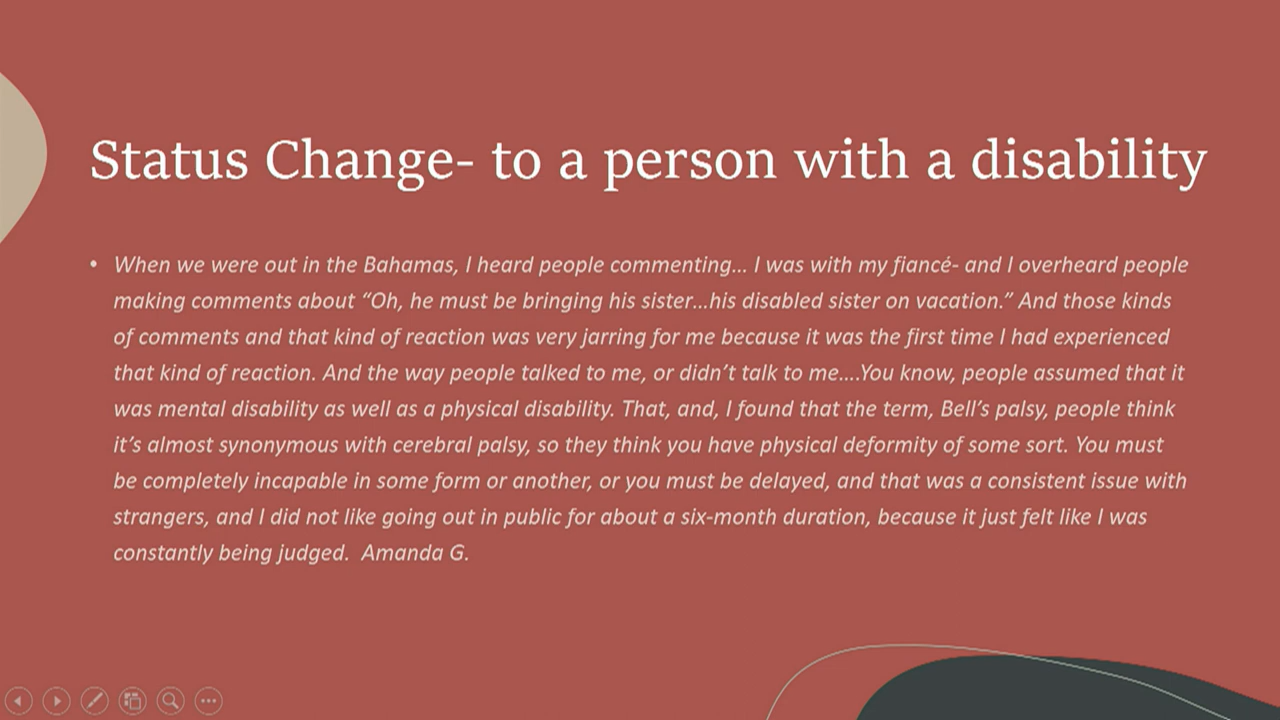 Status Change- to a person with a disability
• When we were out in the Bahamas, I heard people commenting... I was with my fiancé- and I overheard people
making comments about “Oh, he must be bringing his sister...his disabled sister on vacation.” And those kinds
of comments and that kind of reaction was very jarring for me because it was the first time I had experienced
that kind of reaction. And the way people talked to me, or didn’t talk to me....You know, people assumed that it
was mental disability as well as a physical disability. That, and, I found that the term, Bell’s palsy, people think
it’s almost synonymous with cerebral palsy, so they think you have physical deformity of some sort. You must
be completely incapable in some form or another, or you must be delayed, and that was a consistent issue with
strangers, and I did not like going out in public for about a six-month duration, because it just felt like I was
constantly being judged.  Amanda G.